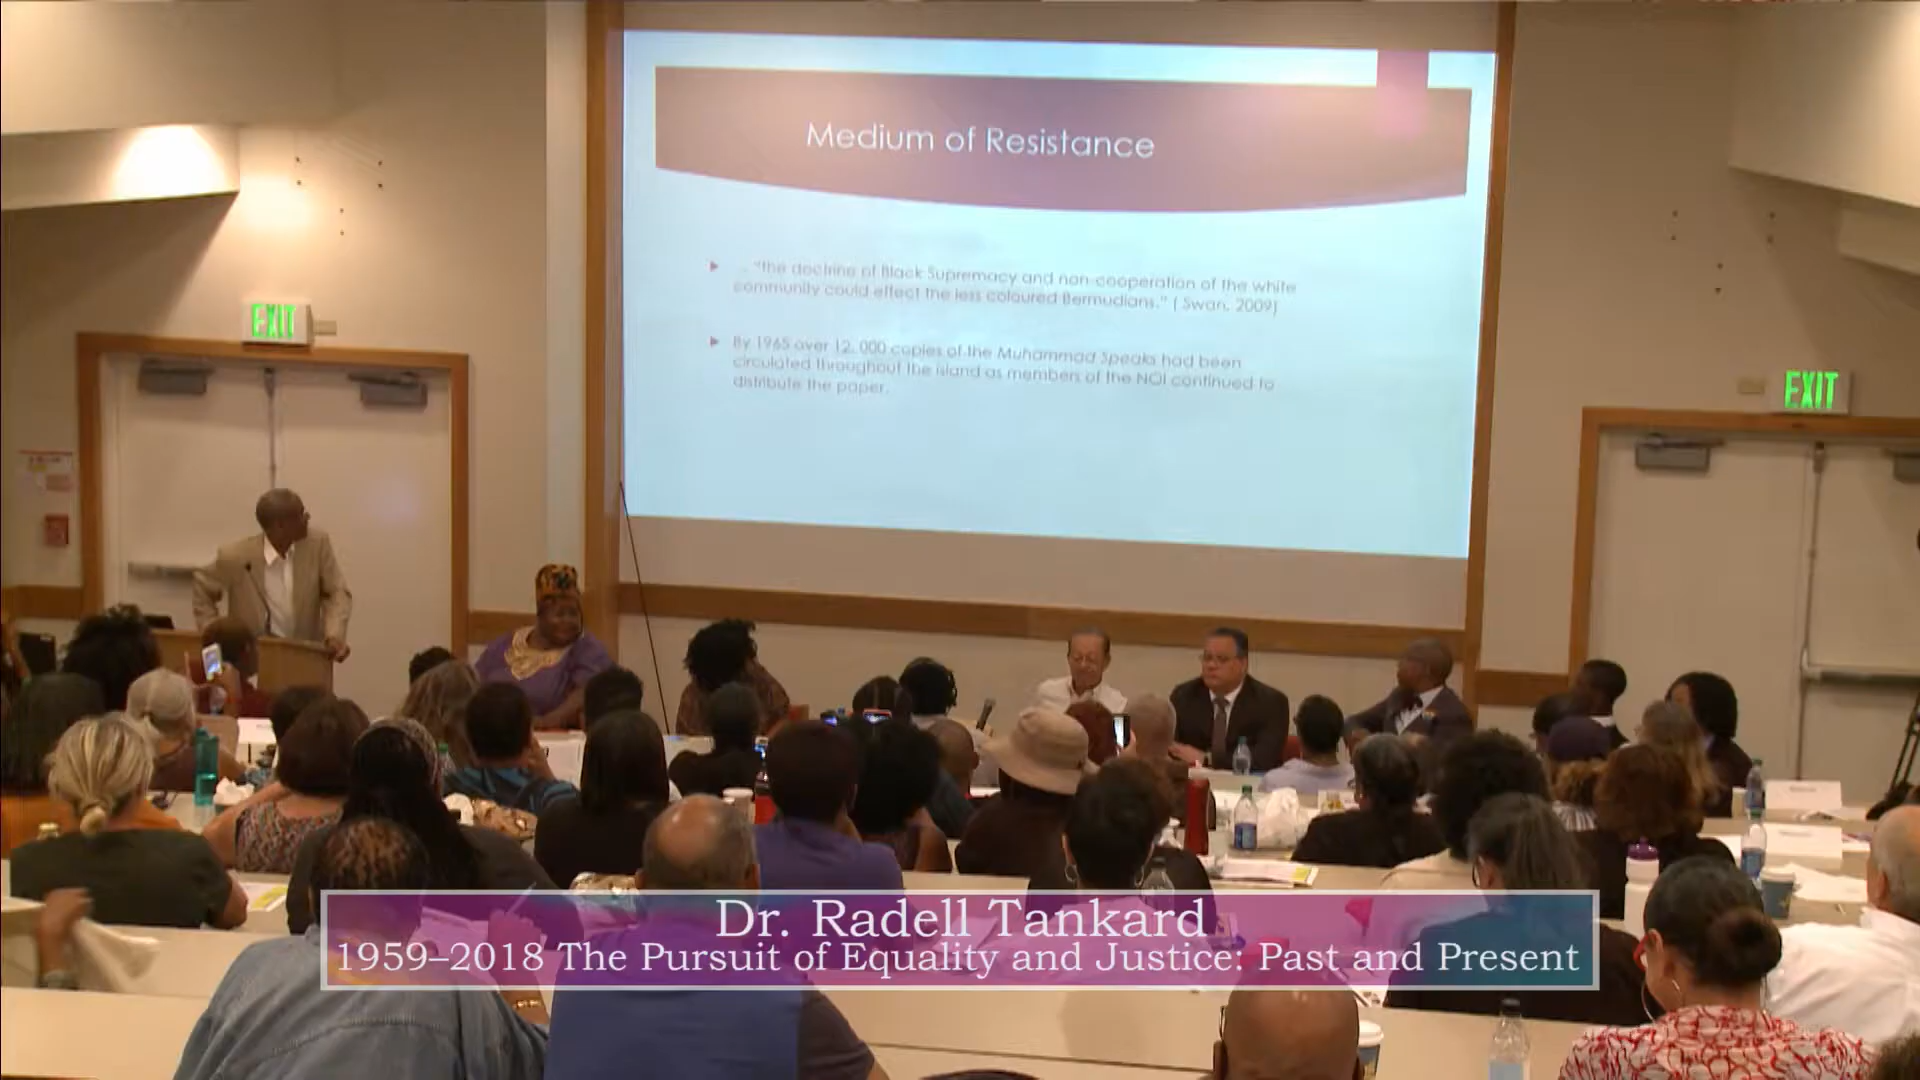 Medium of Resistance
.. "the doctrine of Black Supremacy and non-cooperation of the white
community could effect the less coloured Bermudians." ( Swan, 2009)
By 1965 over 12, 000 copies of the Muhammad Speaks had been
circulated throughout the island as members of the NOI continued to
distribute the paper.
EXIT
EXIT
Dr. Radell Tankard
1959–2018 The Pursuit of Equality and Justice: Past and Present